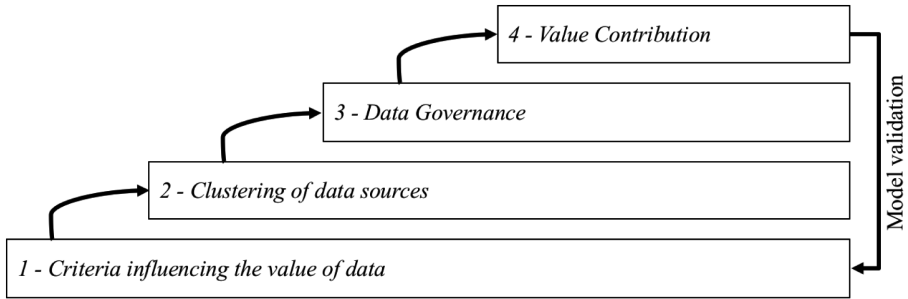 4 - Value Contribution
3 - Data Governance
2 - Clustering of data sources
1 - Criteria influencing the value of data
Model validation